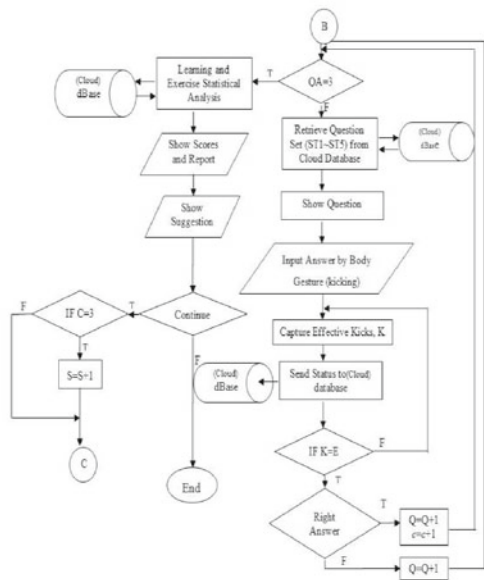 B
QA=3
T
F
Learning and
Exercise Statistical
Analysis
(Cloud)
dBase
Show Scores
and Report
Show
Suggestion
Retrieve Question
Set (ST1~ST5) from
Cloud Database
(Cloud)
dBase
Show Question
Input Answer by Body
Gesture (kicking)
Capture Effective Kicks, K
Send Status to(Cloud)
database
(Cloud)
dBase
IF K=E
F
T
Right
Answer
T
F
Q=Q+1
c=c+1
Q=Q+1
Continue
T
F
IF C=3
F
T
S=S+1
C
End